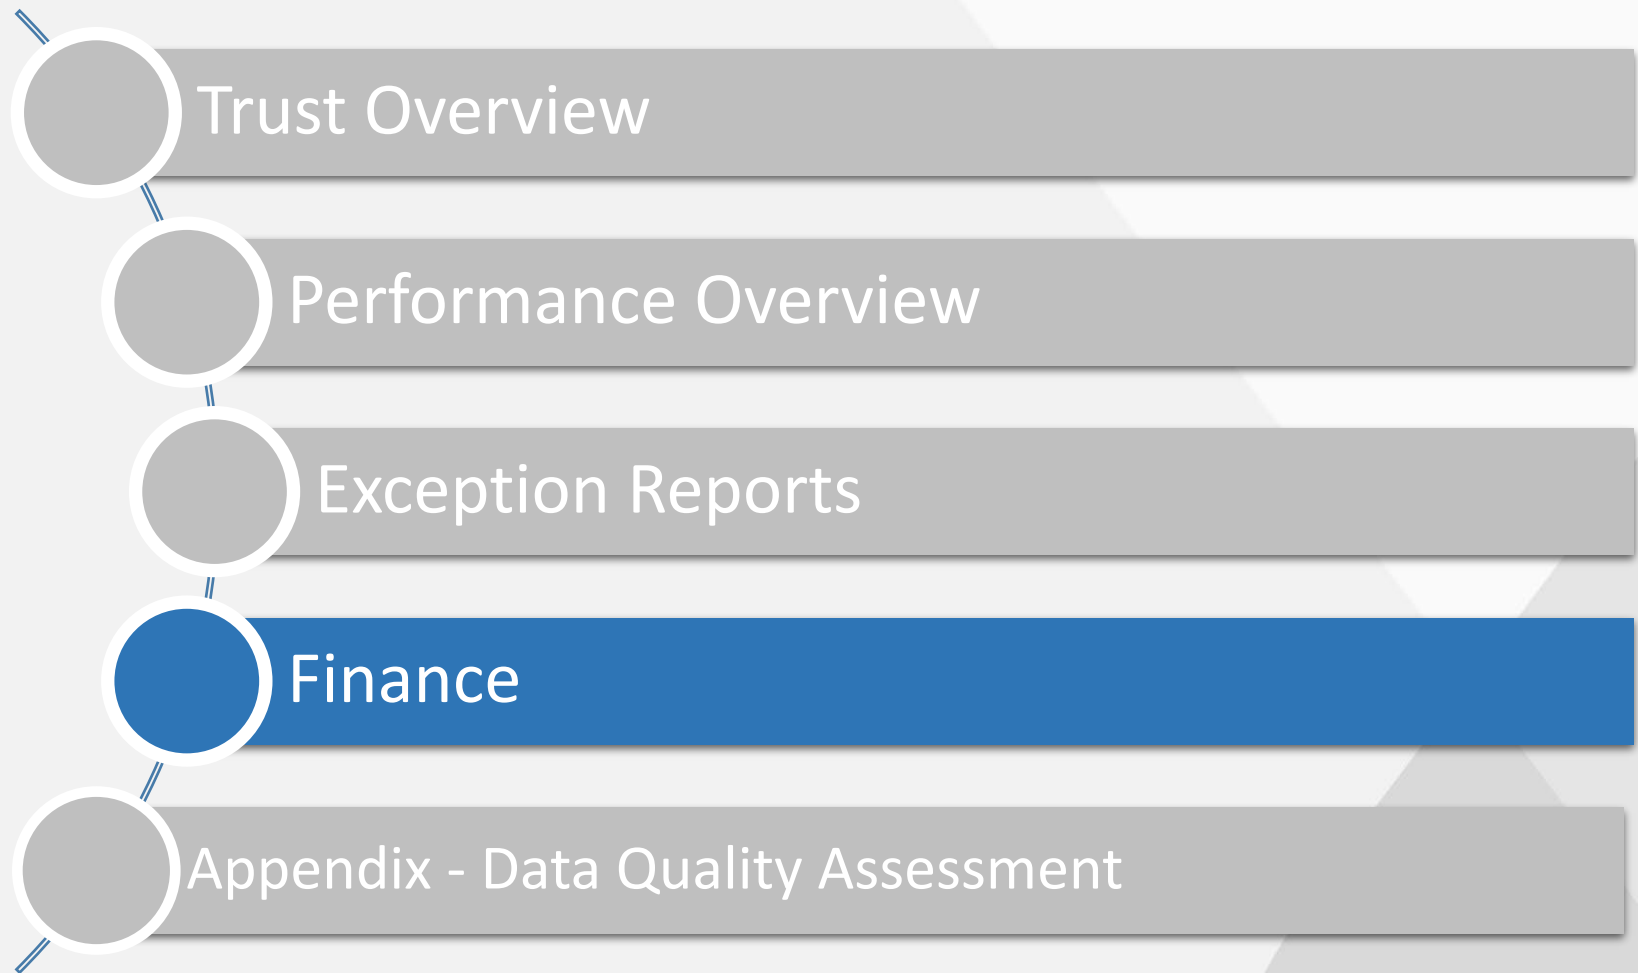 Trust Overview
Performance Overview
Exception Reports
Finance
Appendix - Data Quality Assessment